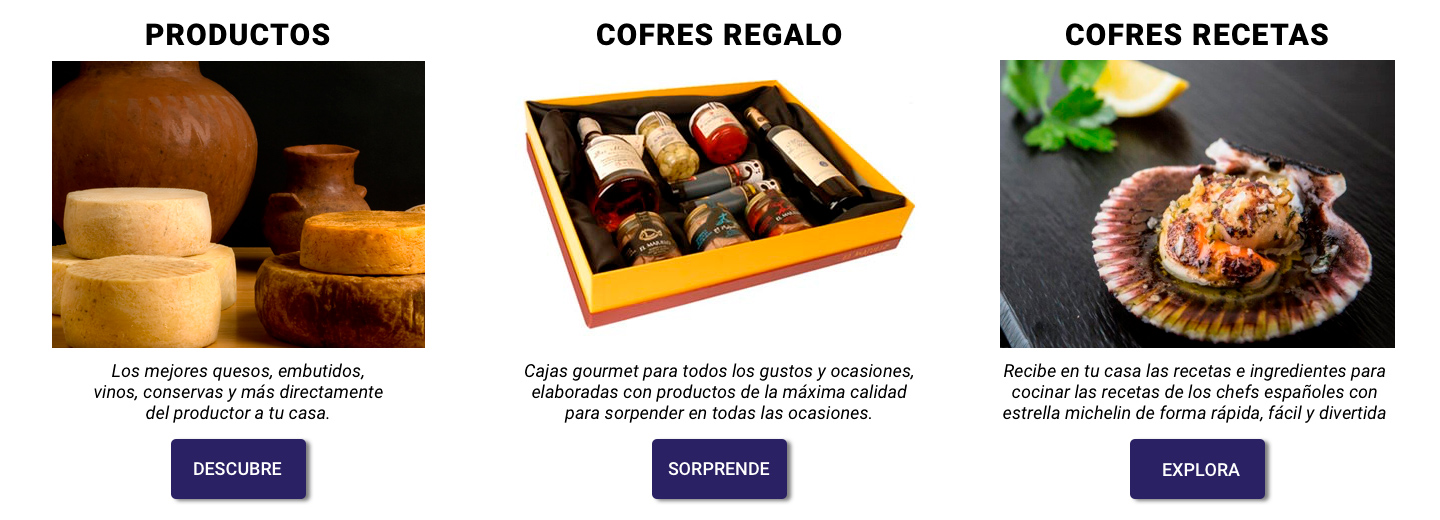 PRODUCTOS
Los mejores quesos, embutidos,
vinos, conservas y más directamente
del productor a tu casa.
DESCUBRE
COFRES REGALO
Cajas gourmet para todos los gustos y ocasiones,
elaboradas con productos de la máxima calidad
para sorpender en todas las ocasiones.
SORPRENDE
COFRES RECETAS
Recibe en tu casa las recetas e ingredientes para
cocinar las recetas de los chefs españoles con
estrella michelin de forma rápida, fácil y divertida
EXPLORA